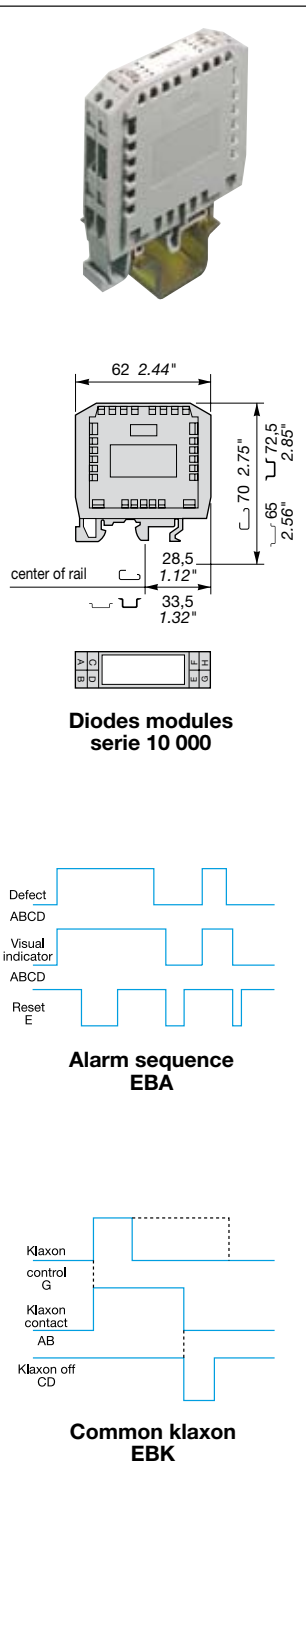 62 2.44"
70 2.75"
72,5
2.85"
65
2.56"
28,5
1.12"
center of rail
33,5
1.32"
A C F H
B D E G
Diodes modules
serie 10 000
Defect
ABCD
Visual
indicator
ABCD
Reset
E
Alarm sequence
EBA
Klaxon
control
G
Klaxon
contact
AB
Klaxon off
CD
Common klaxon
EBK